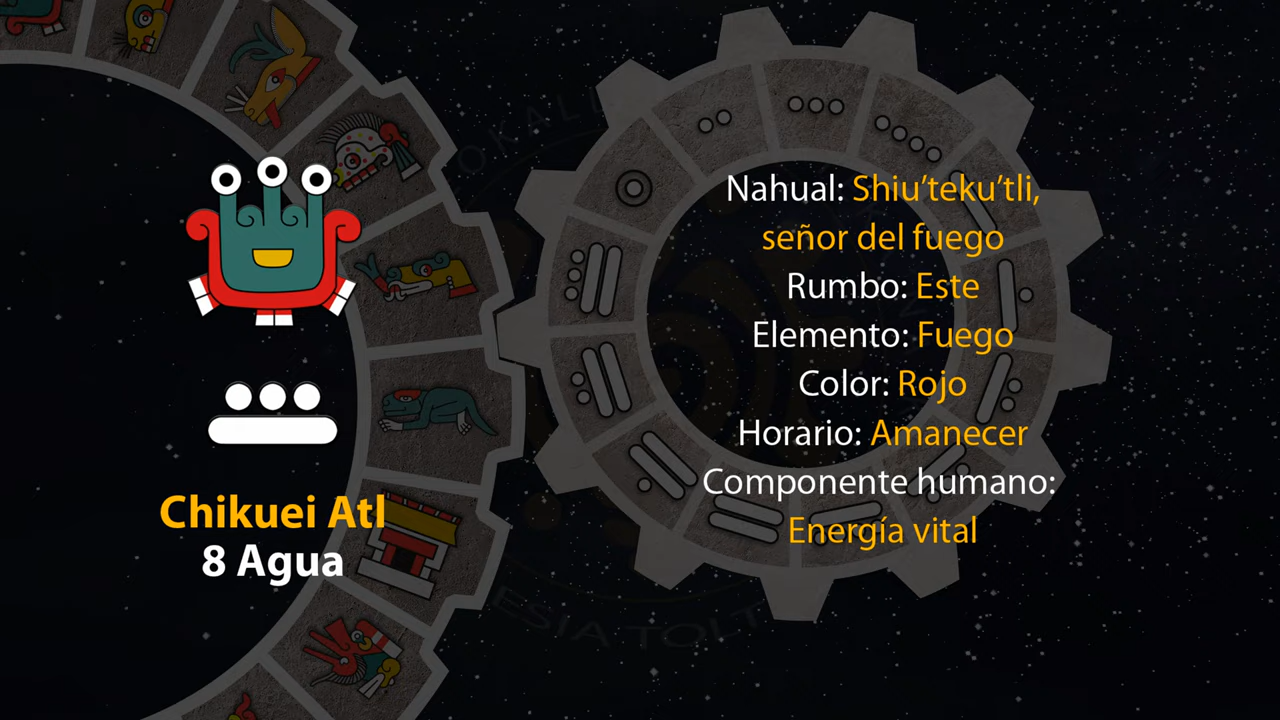 Chikuei Atl
8 Agua
Nahual: Shiu’teku’tli,
señor del fuego
Rumbo: Este
Elemento: Fuego
Color: Rojo
Horario: Amanecer
Componente humano:
Energía vital